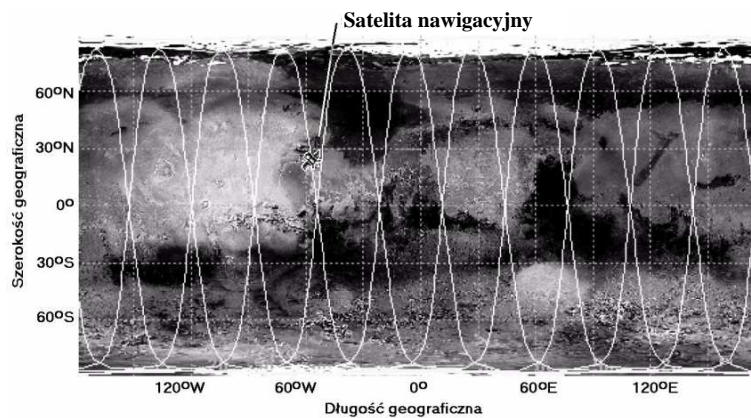 Satelita nawigacyjny
Szerokość geograficzna
60ºN
30ºN
0º
30ºS
60ºS
120ºW
60ºW
0º
60ºE
120ºE
Długość geograficzna